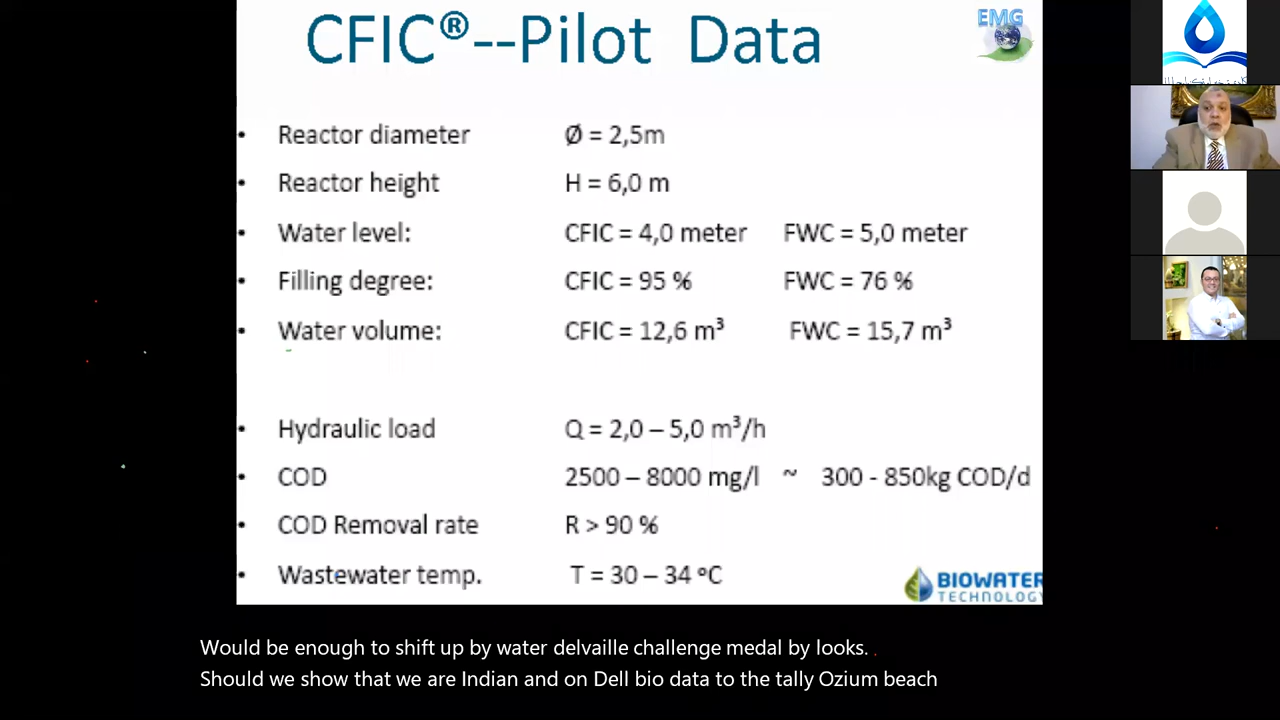 CFIC®--Pilot Data
EMG
• Reactor diameter Ø = 2,5m
• Reactor height H = 6,0 m
• Water level: CFIC = 4,0 meter FWC = 5,0 meter
• Filling degree: CFIC = 95 % FWC = 76 %
• Water volume: CFIC = 12,6 m³ FWC = 15,7 m³
• Hydraulic load Q = 2,0 – 5,0 m³/h
• COD 2500 – 8000 mg/l ~ 300 - 850kg COD/d
• COD Removal rate R > 90 %
• Wastewater temp. T = 30 – 34 ºC
BIOWATER
TECHNOLOGY
Would be enough to shift up by water delvaille challenge medal by looks.
Should we show that we are Indian and on Dell bio data to the tally Ozium beach